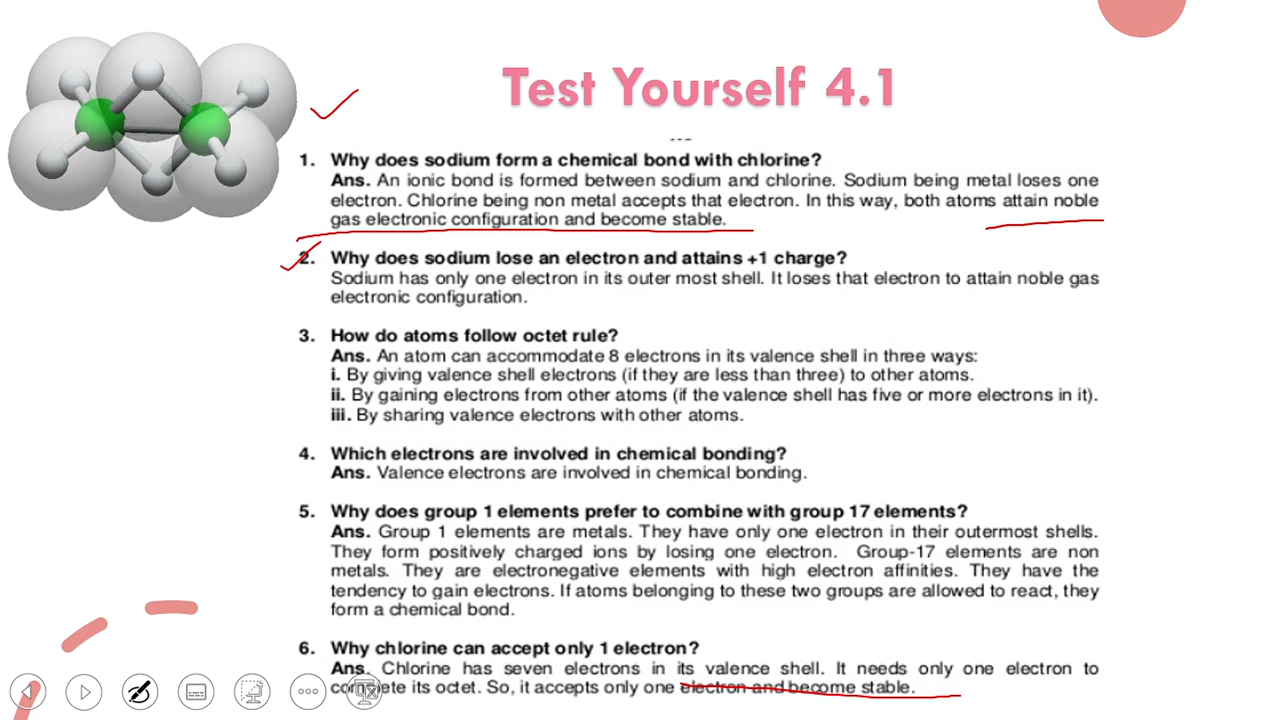 Test Yourself 4.1
1. Why does sodium form a chemical bond with chlorine?
Ans. An ionic bond is formed between sodium and chlorine. Sodium being metal loses one
electron. Chlorine being non metal accepts that electron. In this way, both atoms attain noble
gas electronic configuration and become stable.
2. Why does sodium lose an electron and attains +1 charge?
Sodium has only one electron in its outer most shell. It loses that electron to attain noble gas
electronic configuration.
3. How do atoms follow octet rule?
Ans. An atom can accommodate 8 electrons in its valence shell in three ways:
i. By giving valence shell electrons (if they are less than three) to other atoms.
ii. By gaining electrons from other atoms (if the valence shell has five or more electrons in it).
iii. By sharing valence electrons with other atoms.
4. Which electrons are involved in chemical bonding?
Ans. Valence electrons are involved in chemical bonding.
5. Why does group 1 elements prefer to combine with group 17 elements?
Ans. Group 1 elements are metals. They have only one electron in their outermost shells.
They form positively charged ions by losing one electron. Group-17 elements are non
metals. They are electronegative elements with high electron affinities. They have the
tendency to gain electrons. If atoms belonging to these two groups are allowed to react, they
form a chemical bond.
6. Why chlorine can accept only 1 electron?
Ans. Chlorine has seven electrons in its valence shell. It needs only one electron to
complete its octet. So, it accepts only one electron and become stable.